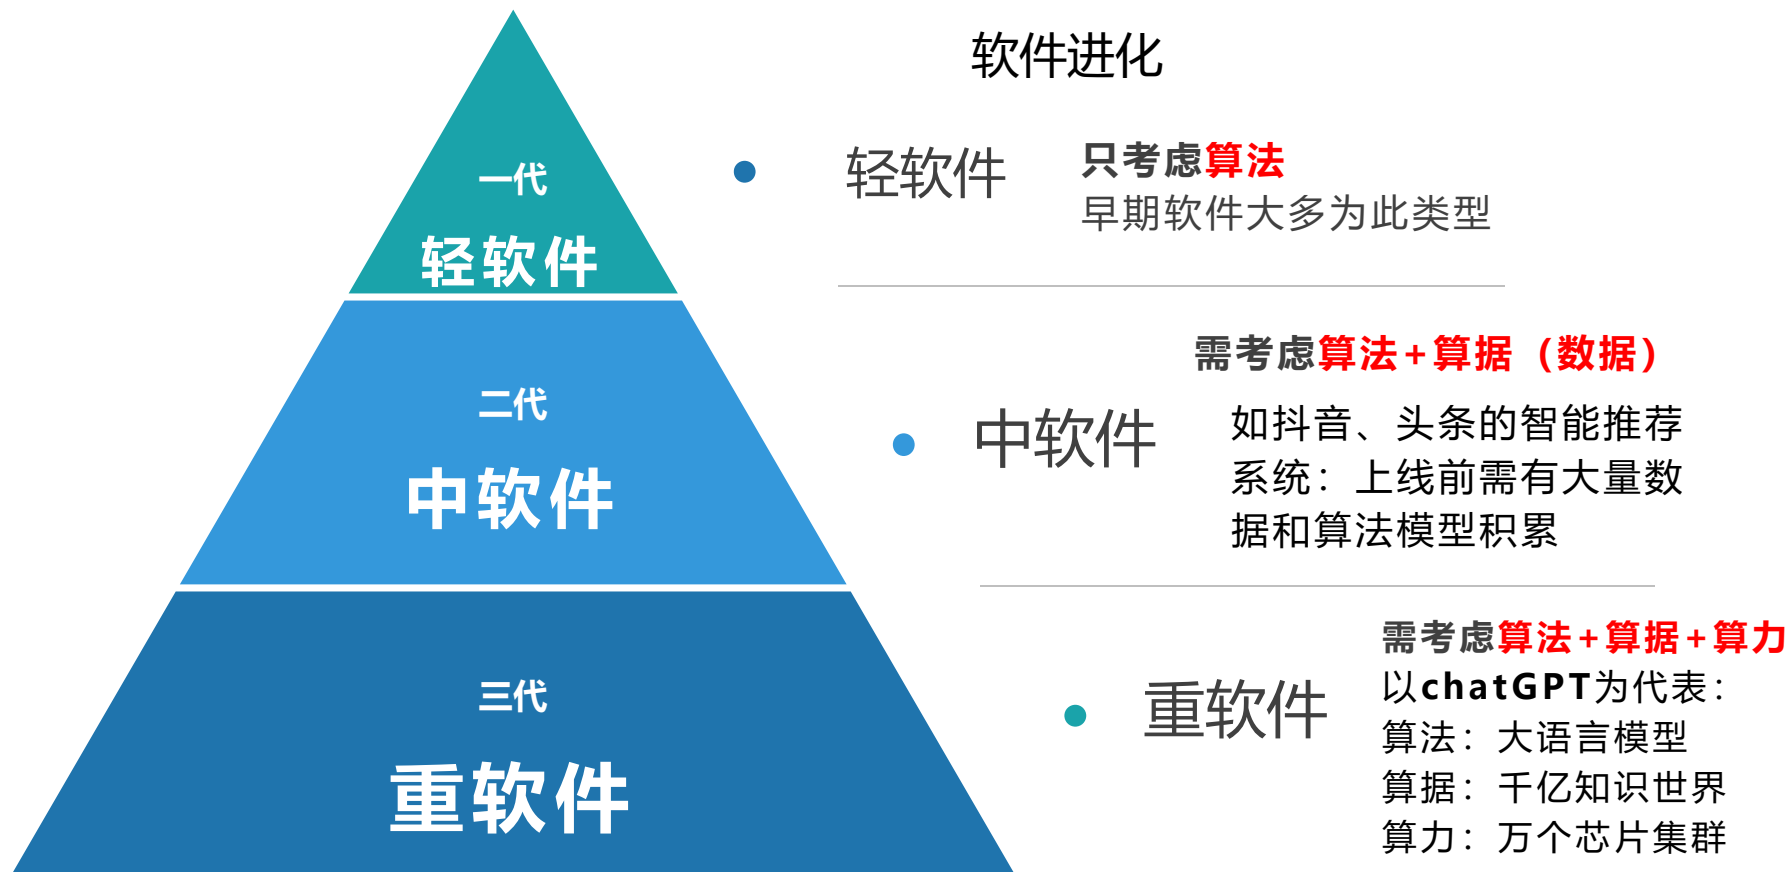 软件进化
一代
轻软件
轻软件
只考虑算法
早期软件大多为此类型
二代
中软件
中软件
需考虑算法+算据（数据）
如抖音、头条的智能推荐
系统：上线前需有大量数
据和算法模型积累
三代
重软件
重软件
需考虑算法+算据+算力
以chatGPT为代表：
算法：大语言模型
算据：千亿知识世界
算力：万个芯片集群